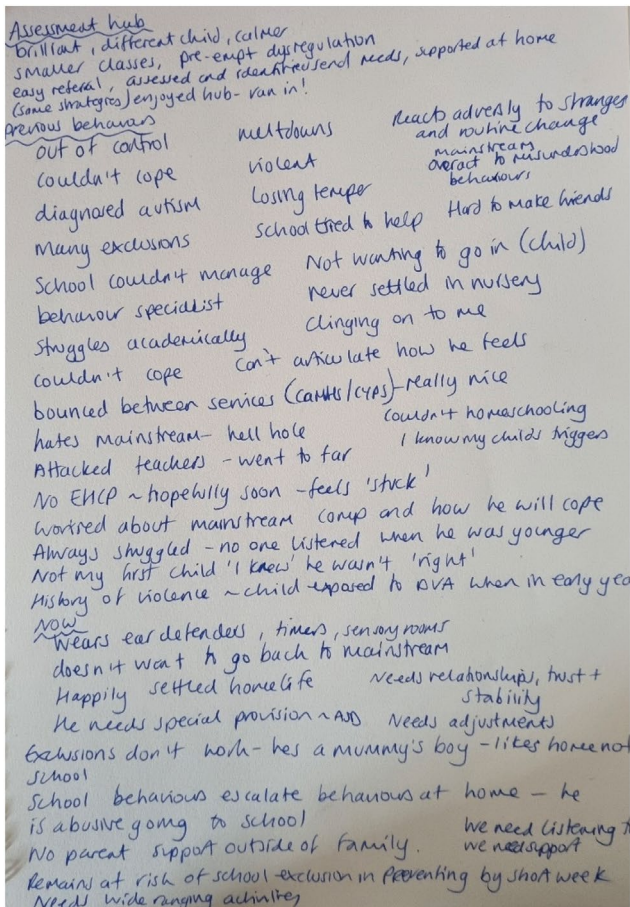 Assessment hub
brilliant, different child, calmer
smaller classes, pre-empt dysregulation
easy referal, assessed and identified send needs, supported at home
(some strategies) enjoyed hub - ran in!
previous behaviours
out of control
meltdowns
Reacts adversly to stranges
and routine change
couldn't cope
violent
mainstream
overact to misunderstood
behaviours
diagnosed autism
Losing temper
Hard to make friends
Many exclusions
School tried to help
School couldn't manage
Not wanting to go in (child)
behaviour specialist
never settled in nursery
Struggles academically
Clinging on to me
couldn't cope
Can't articulate how he feels
bounced between services (CAMHS/CYPS) - really nice
hates mainstream - hell hole
couldn't homeschooling
Attacked teachers - went to far
I know my childs triggers
No EHCP ~ hopefully soon - feels 'stuck'
Worried about mainstream comp and how he will cope
Always struggled - no one listened when he was younger
Not my first child 'I knew' he wasn't 'right'
History of violence ~ child exposed to DVA when in early yea
NOW
Wears ear defenders, timers, sensory rooms
doesn't want to go back to mainstream
Happily settled homelife
Needs relationships, trust +
stability
He needs special provision ~ ASD
Needs adjustments
Exclusions don't work - hes a mummy's boy - likes home not
school
School behaviours escalate behaviours at home - he
is abusive going to school
No parent support outside of family.
We need listening t
we need support
Remains at risk of school exclusion in preventing by short week
Needs wide ranging activities